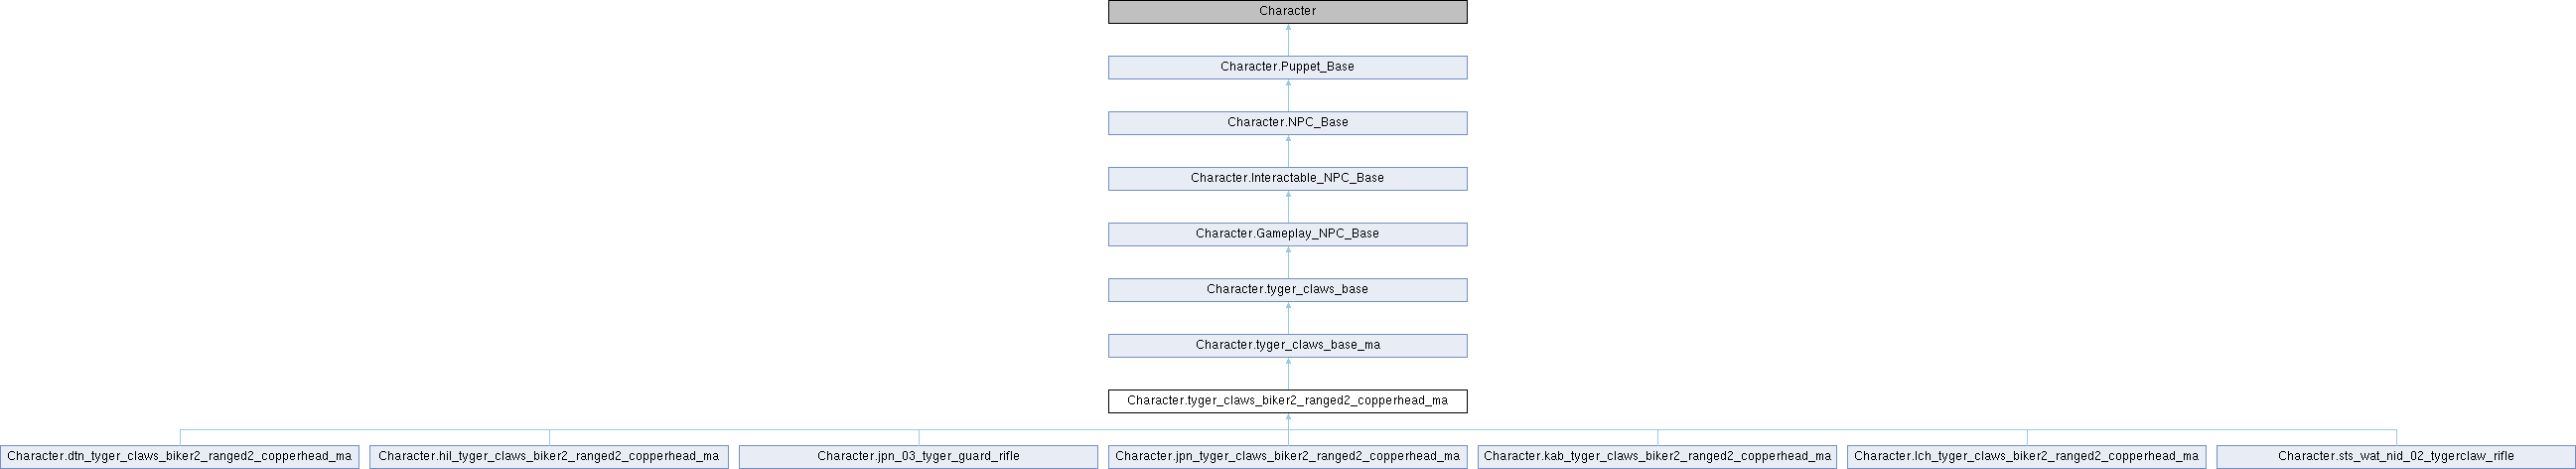 Character
Character.Puppet_Base
Character.NPC_Base
Character.Interactable_NPC_Base
Character.Gameplay_NPC_Base
Character.tyger_claws_base
Character.tyger_claws_base_ma
Character.tyger_claws_biker2_ranged2_copperhead_ma
Character.dtn_tyger_claws_biker2_ranged2_copperhead_ma
Character.hil_tyger_claws_biker2_ranged2_copperhead_ma
Character.jpn_03_tyger_guard_rifle
Character.jpn_tyger_claws_biker2_ranged2_copperhead_ma
Character.kab_tyger_claws_biker2_ranged2_copperhead_ma
Character.lch_tyger_claws_biker2_ranged2_copperhead_ma
Character.sts_wat_nid_02_tygerclaw_rifle